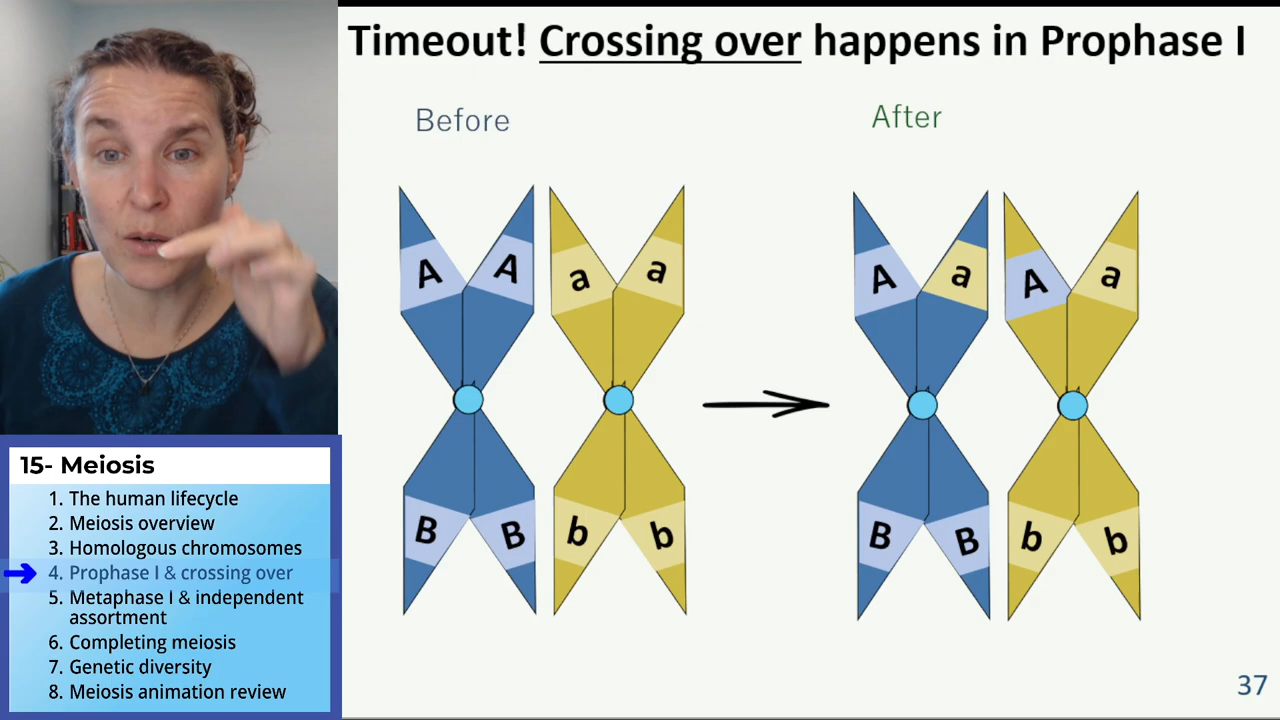 Timeout! Crossing over happens in Prophase I
Before
After
A A a a
A a A a
B B b b
B B b b
15- Meiosis
1. The human lifecycle
2. Meiosis overview
3. Homologous chromosomes
4. Prophase I & crossing over
5. Metaphase I & independent
assortment
6. Completing meiosis
7. Genetic diversity
8. Meiosis animation review
37